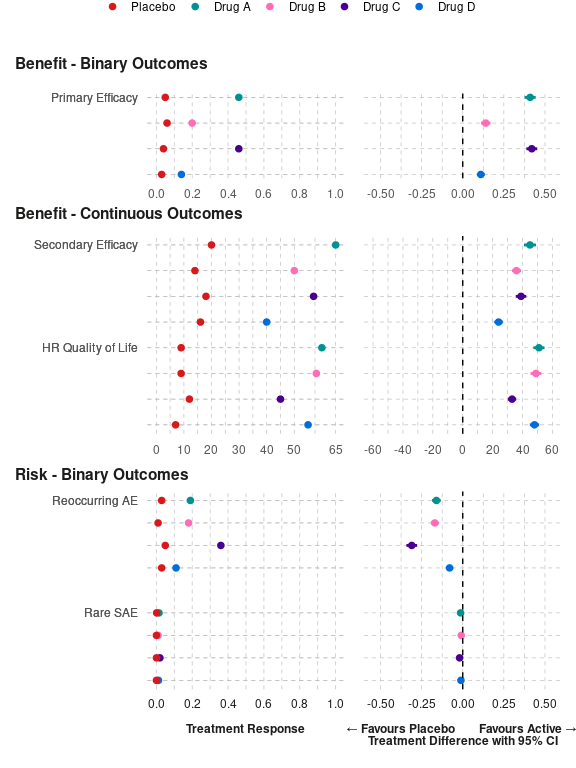 Placebo Drug A Drug B Drug C Drug D
Benefit - Binary Outcomes
Primary Efficacy
0.0 0.2 0.4 0.6 0.8 1.0 -0.50 -0.25 0.00 0.25 0.50
Benefit - Continuous Outcomes
Secondary Efficacy
HR Quality of Life
0 10 20 30 40 50 65 -60 -40 -20 0 20 40 60
Risk - Binary Outcomes
Reoccurring AE
Rare SAE
0.0 0.2 0.4 0.6 0.8 1.0 -0.50 -0.25 0.00 0.25 0.50
Treatment Response ← Favours Placebo Favours Active →
Treatment Difference with 95% CI